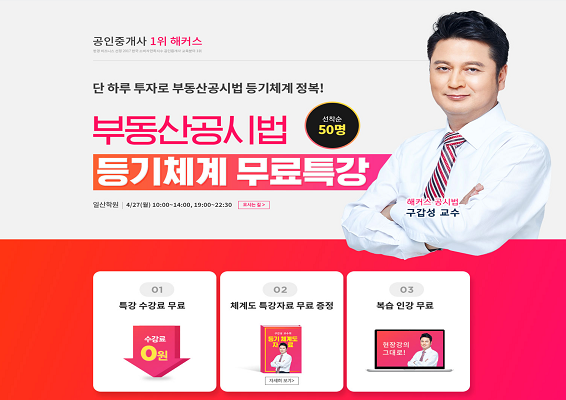 공인중개사 1위 해커스
단 하루 투자로 부동산공시법 등기체계 정복!
선착순
50명
부동산공시법
등기체계 무료특강
일산학원 | 4/27(월) 10:00~14:00, 19:00~22:30 오시는 길 >
해커스 공시법
구갑성 교수
01
특강 수강료 무료
수강료
0원
02
체계도 특강자료 무료 증정
등기 체계도
자료
자세히 보기>
03
복습 인강 무료
현장강의
그대로!